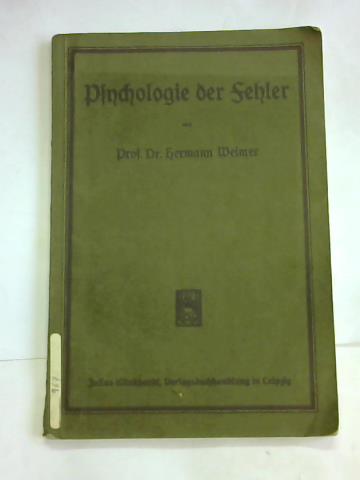 Psychologie der Fehler
von
Prof. Dr. Hermann Weimer
Julius Klinkhardt, Verlagsbuchhandlung in Leipzig